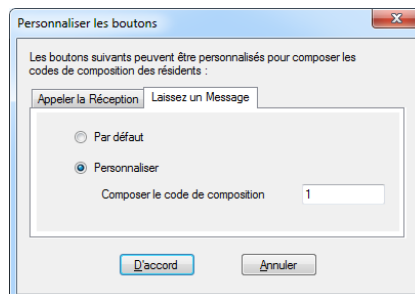 Personnaliser les boutons
Les boutons suivants peuvent être personnalisés pour composer les
codes de composition des résidents :
Appeler la Réception
Laissez un Message
Par défaut
Personnaliser
Composer le code de composition
1
D'accord
Annuler